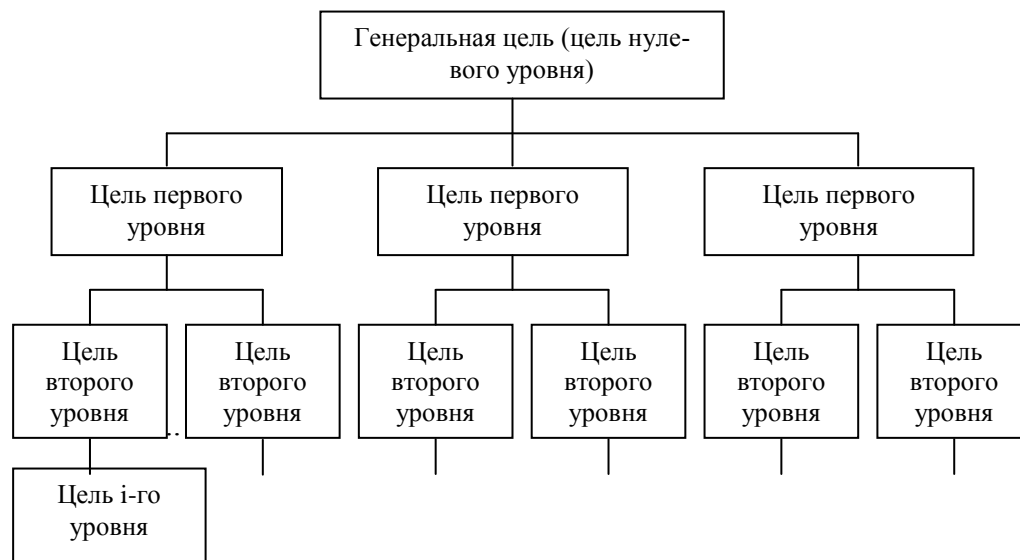 Генеральная цель (цель нуле-
вого уровня)
Цель первого
уровня
Цель первого
уровня
Цель первого
уровня
Цель
второго
уровня
..
Цель
второго
уровня
Цель
второго
уровня
Цель
второго
уровня
Цель
второго
уровня
Цель
второго
уровня
Цель i-го
уровня